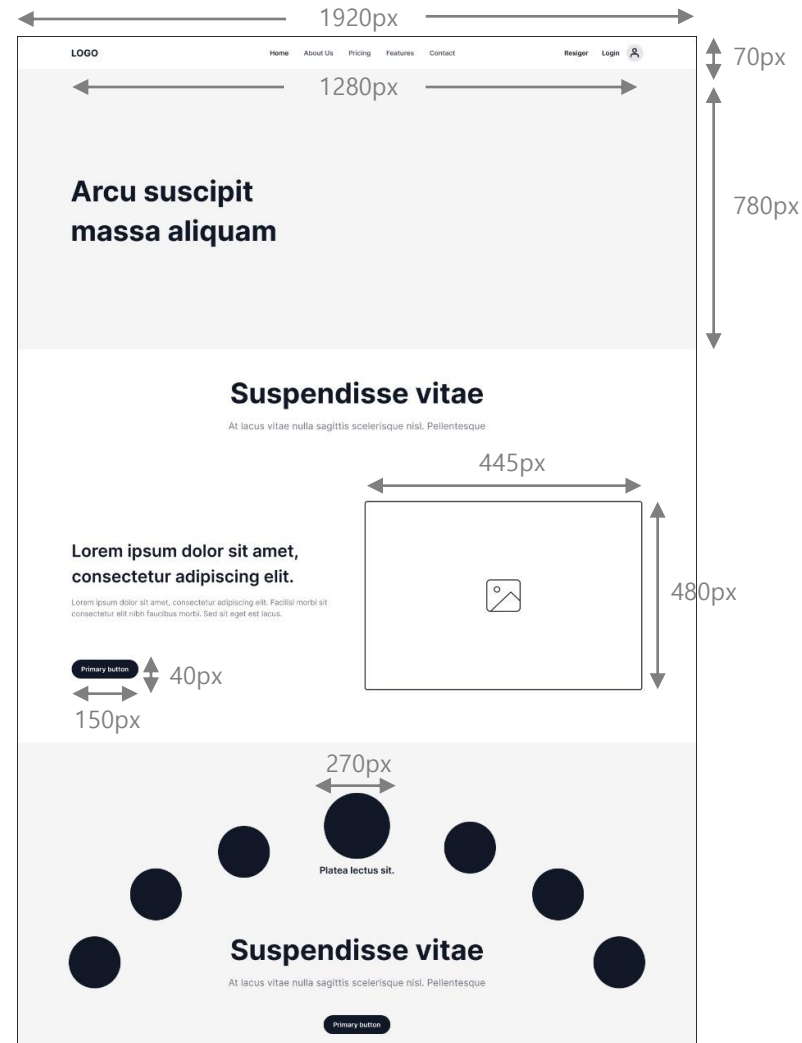 1920px
LOGO
Home
About Us
Pricing
Features
Contact
Resiger
Login
70px
1280px
Arcu suscipit
massa aliquam
780px
Suspendisse vitae
At lacus vitae nulla sagittis scelerisque nisl. Pellentesque
445px
Lorem ipsum dolor sit amet,
consectetur adipiscing elit.
Lorem ipsum dolor sit amet, consectetur adipiscing elit. Facilisi morbi sit
consectetur elit nibh faucibus morbi. Sed sit eget est lacus.
480px
Primary button
40px
150px
270px
Platea lectus sit.
Suspendisse vitae
At lacus vitae nulla sagittis scelerisque nisl. Pellentesque
Primary button